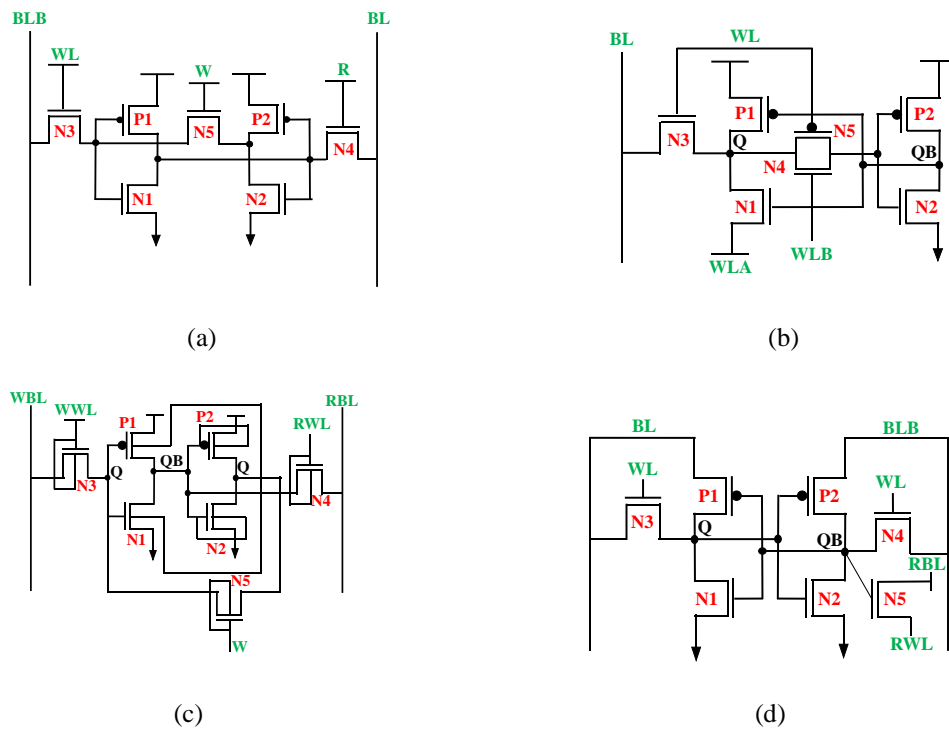 BLB BL
WL W R
P1 P2
N3 N5 N4
N1 N2
(a)
BL WL
P1 P2
N3 N5
Q QB
N4
N1 N2
WLA WLB
(b)
WBL RBL
WWL P1 P2 RWL
Q QB Q
N3 N4
N1 N2
N5
W
(c)
BL BLB
WL P1 P2 WL
N3 N4
Q QB
RBL
N1 N2 N5
RWL
(d)